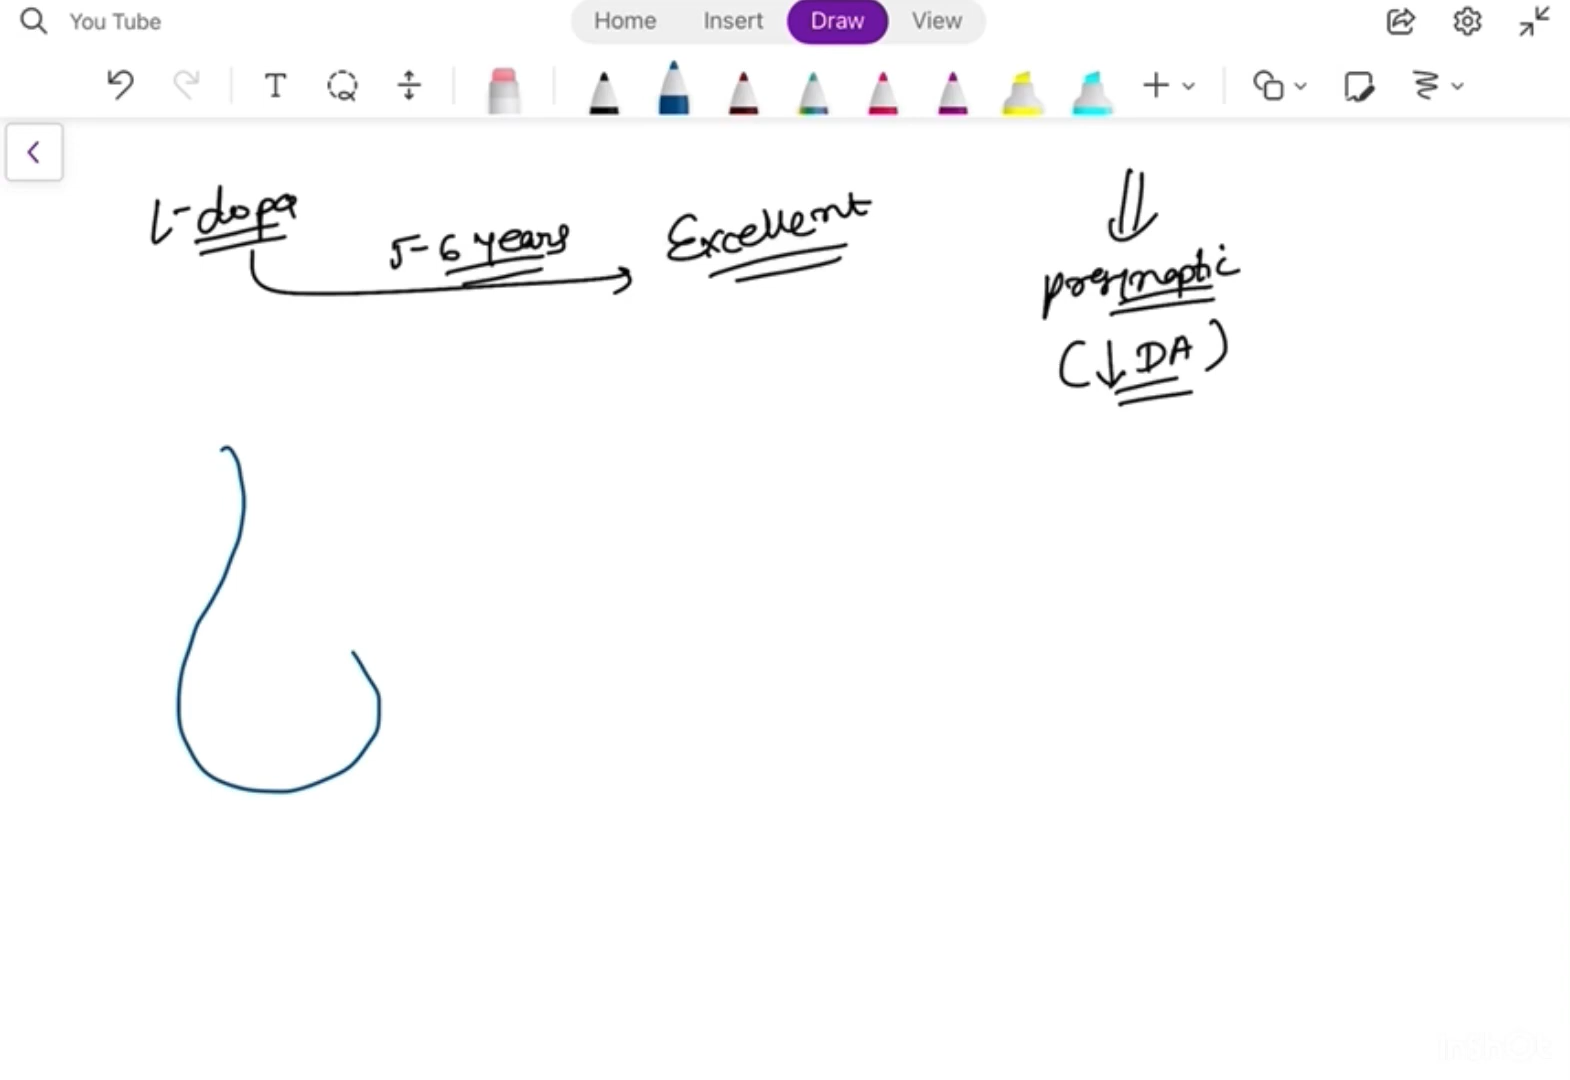 You Tube
Home Insert Draw View
T
L-dopa 5-6 years Excellent
presynaptic
(↓DA)